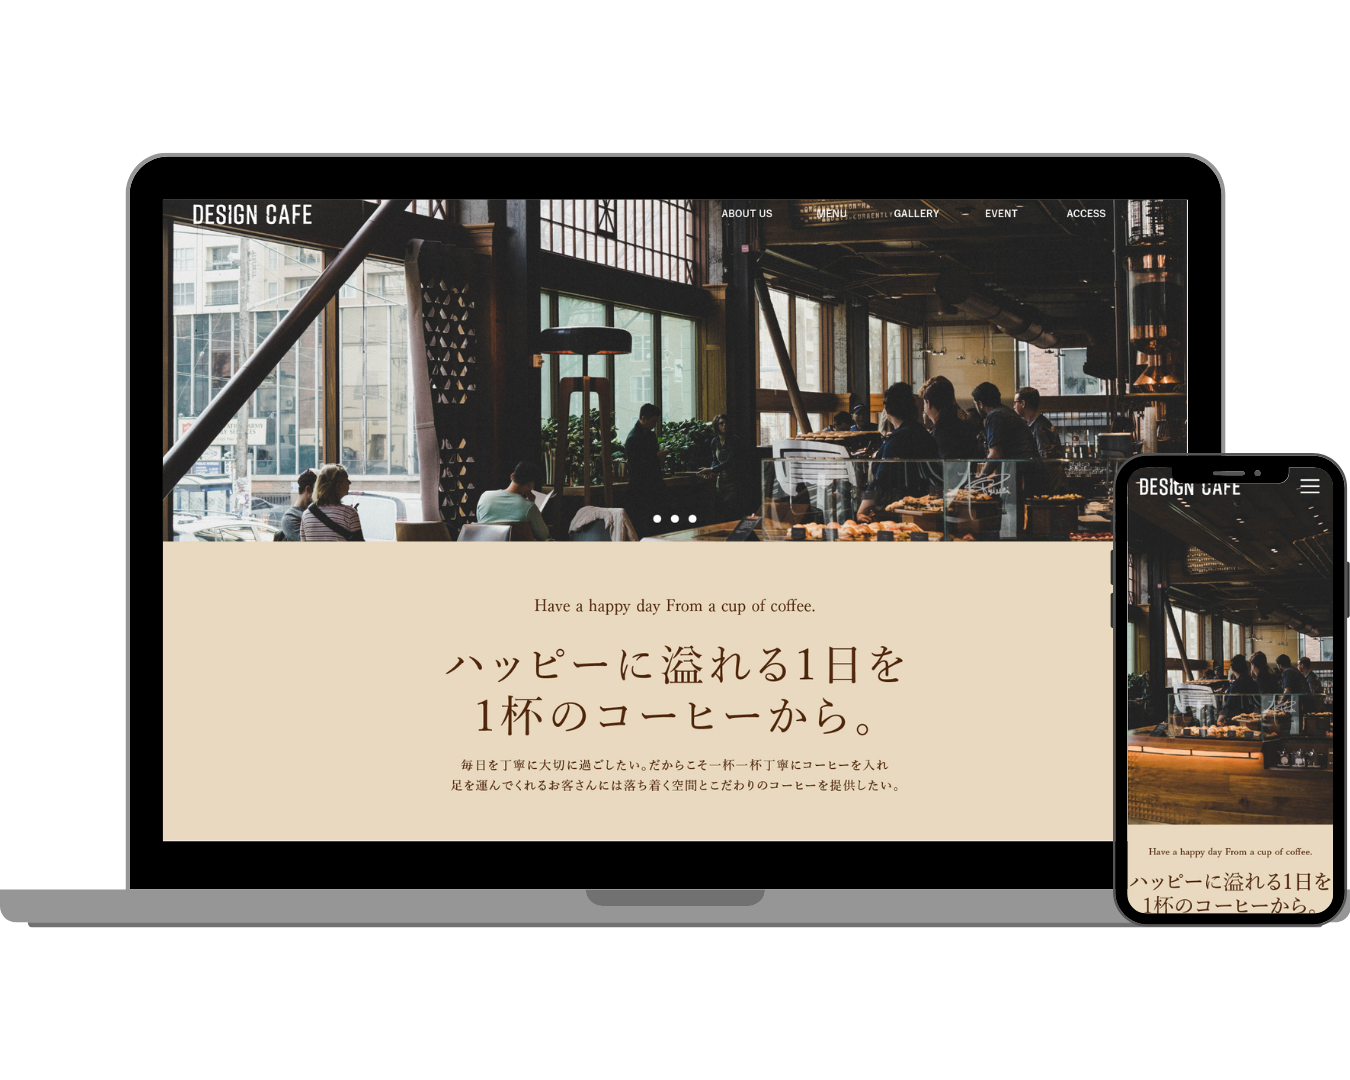 DESIGN CAFE
ABOUT US
MENU
GALLERY
EVENT
ACCESS
Have a happy day From a cup of coffee.
ハッピーに溢れる1日を
1杯のコーヒーから。
毎日を丁寧に大切に過ごしたい。だからこそ一杯一杯丁寧にコーヒーを入れ
足を運んでくれるお客さんには落ち着く空間とこだわりのコーヒーを提供したい。
DESIGN CAFE
Have a happy day From a cup of coffee.
ハッピーに溢れる1日を
1杯のコーヒーから。